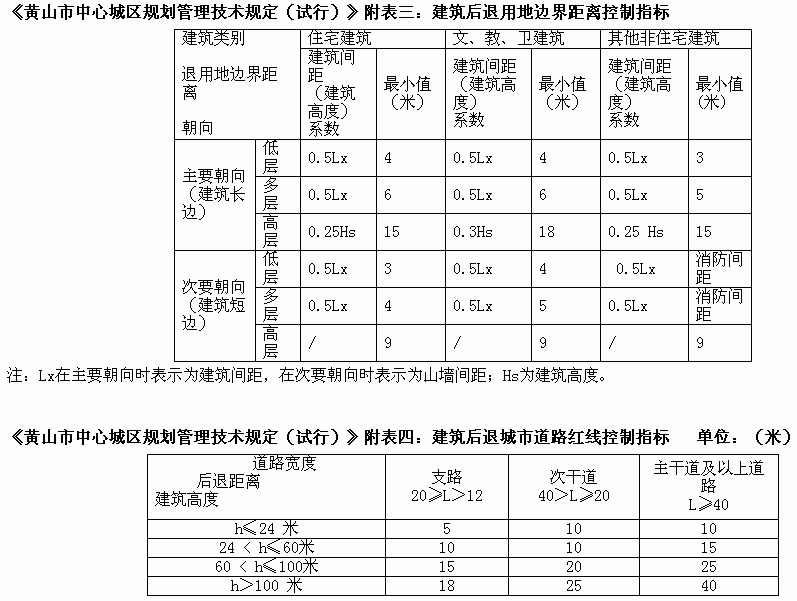 《黄山市中心城区规划管理技术规定（试行）》附表三：建筑后退用地边界距离控制指标
建筑类别 住宅建筑 文、教、卫建筑 其他非住宅建筑
退用地边界距
离
朝向
建筑间
距
（建筑
高度）
系数
最小值
（米）
建筑间距
（建筑高
度）
系数
最小值
（米）
建筑间距
（建筑高
度）
系数
最小值
（米）
主要朝向
（建筑长
边）
低
层
0.5Lx 4 0.5Lx 4 0.5Lx 3
多
层
0.5Lx 6 0.5Lx 6 0.5Lx 5
高
层
0.25Hs 15 0.3Hs 18 0.25 Hs 15
次要朝向
（建筑短
边）
低
层
0.5Lx 3 0.5Lx 4 0.5Lx 消防间
距
多
层
0.5Lx 4 0.5Lx 5 0.5Lx 消防间
距
高
层
/ 9 / 9 / 9
注：Lx在主要朝向时表示为建筑间距，在次要朝向时表示为山墙间距；Hs为建筑高度。
《黄山市中心城区规划管理技术规定（试行）》附表四：建筑后退城市道路红线控制指标 单位：（米）
道路宽度
后退距离
建筑高度
支路
20≥L>12
次干道
40>L≥20
主干道及以上道
路
L≥40
h≤24 米 5 10 10
24 < h≤60米 10 10 15
60 < h≤100米 15 20 25
h>100 米 18 25 40